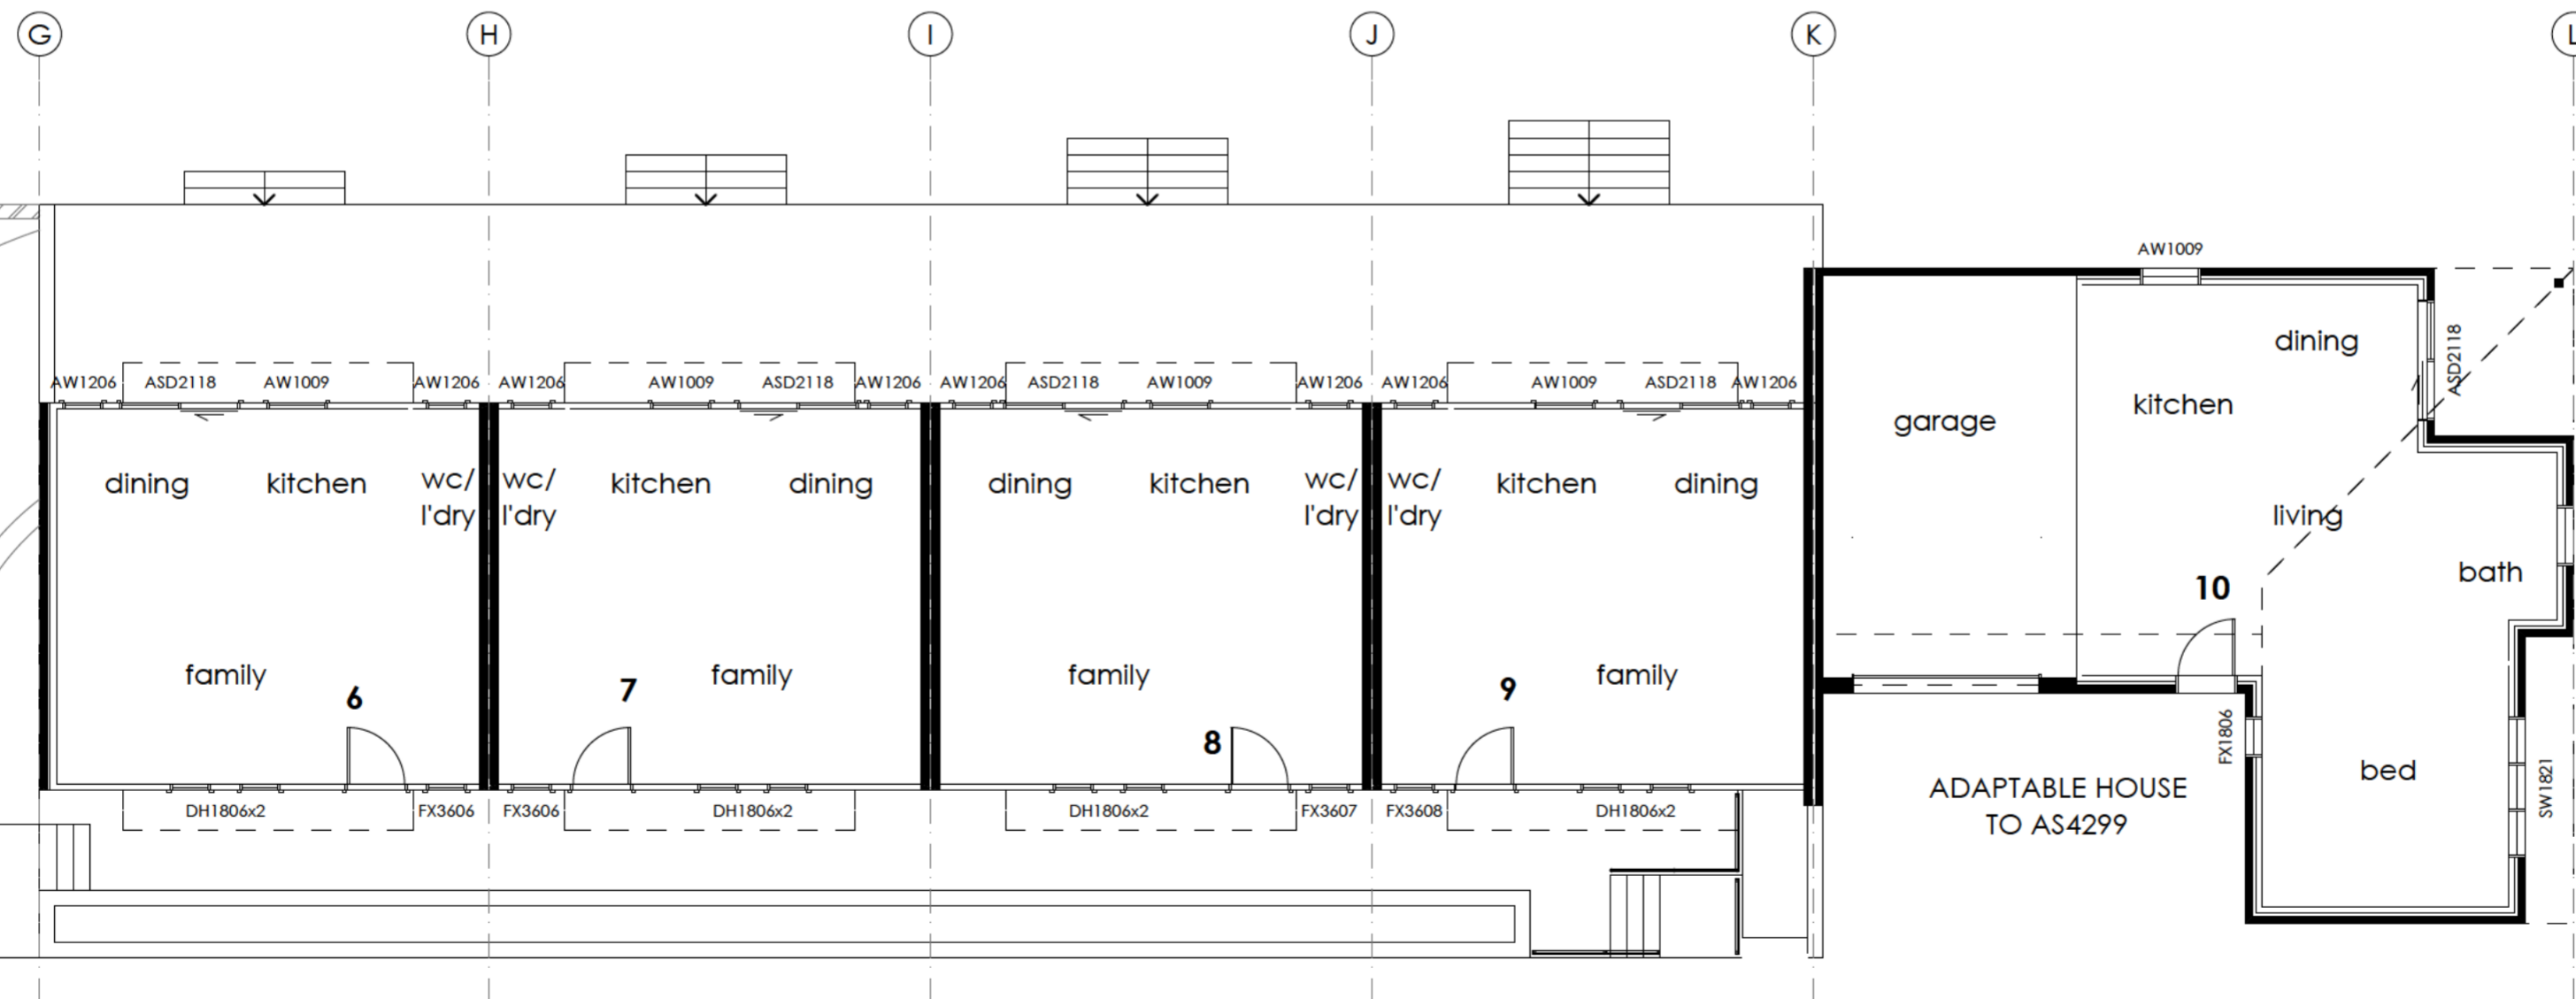 G H I J K L
AW1009
AW1206 ASD2118 AW1009 AW1206 AW1206 AW1009 ASD2118 AW1206 AW1206 ASD2118 AW1009 AW1206 AW1206 AW1009 ASD2118 AW1206
dining
ASD2118
kitchen
garage
dining kitchen wc/ wc/ kitchen dining dining kitchen wc/ wc/ kitchen dining
l'dry l'dry l'dry l'dry
living
bath
10
family family family family
6 7 8 9
FX1806
bed
ADAPTABLE HOUSE
TO AS4299
SW1821
DH1806x2 FX3606 FX3606 DH1806x2 DH1806x2 FX3607 FX3608 DH1806x2